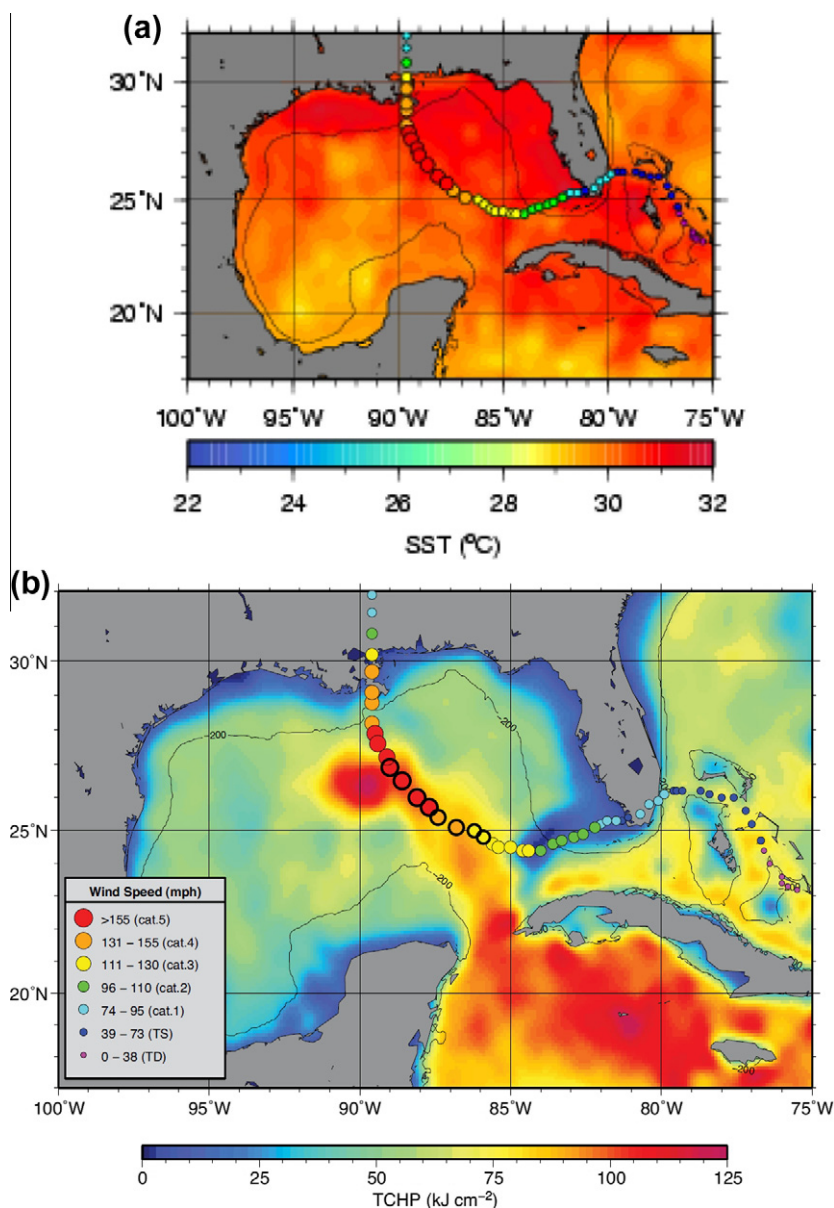 (a)
30°N
25°N
20°N
100°W 95°W 90°W 85°W 80°W 75°W
22 24 26 28 30 32
SST (°C)
(b)
30°N
25°N
20°N
-200
-200
-200
-200
Wind Speed (mph)
>155 (cat.5)
131 – 155 (cat.4)
111 – 130 (cat.3)
96 – 110 (cat.2)
74 – 95 (cat.1)
39 – 73 (TS)
0 – 38 (TD)
100°W 95°W 90°W 85°W 80°W 75°W
0 25 50 75 100 125
TCHP (kJ cm⁻²)